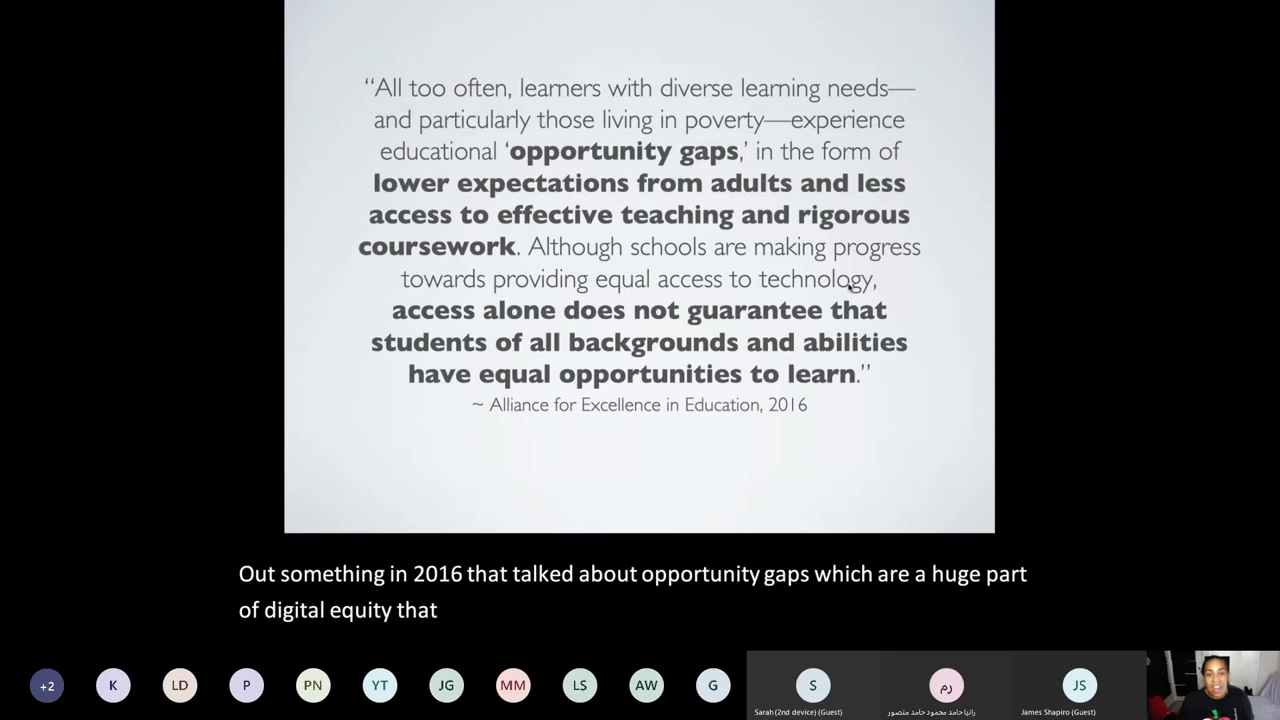 “All too often, learners with diverse learning needs—
and particularly those living in poverty—experience
educational ‘opportunity gaps,’ in the form of
lower expectations from adults and less
access to effective teaching and rigorous
coursework. Although schools are making progress
towards providing equal access to technology,
access alone does not guarantee that
students of all backgrounds and abilities
have equal opportunities to learn.”
~ Alliance for Excellence in Education, 2016
Out something in 2016 that talked about opportunity gaps which are a huge part
of digital equity that
+2 K LD P PN YT JG MM LS AW G S رم JS
Sarah (2nd device) (Guest) رانيا حامد محمود حامد منصور James Shapiro (Guest)